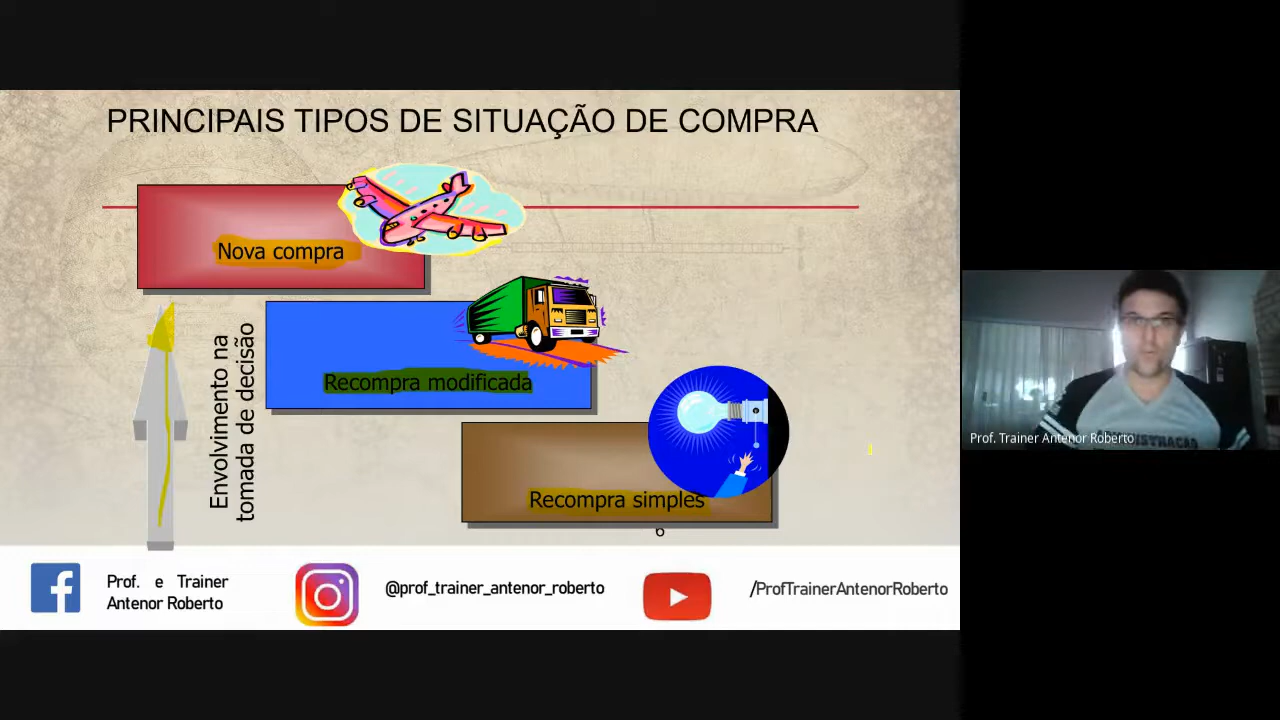 PRINCIPAIS TIPOS DE SITUAÇÃO DE COMPRA
Nova compra
Envolvimento na
tomada de decisão
Recompra modificada
Recompra simples
6
Prof. e Trainer
Antenor Roberto
@prof_trainer_antenor_roberto
/ProfTrainerAntenorRoberto
Prof. Trainer Antenor Roberto